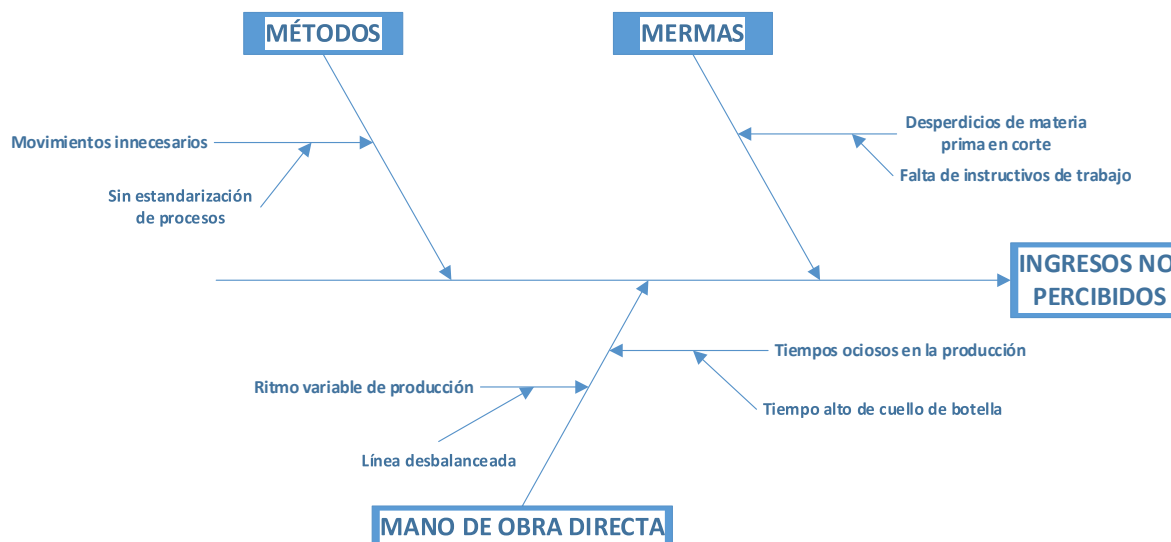 MÉTODOS
MERMAS
Movimientos innecesarios
Sin estandarización
de procesos
Desperdicios de materia
prima en corte
Falta de instructivos de trabajo
INGRESOS NO
PERCIBIDOS
Tiempos ociosos en la producción
Ritmo variable de producción
Tiempo alto de cuello de botella
Línea desbalanceada
MANO DE OBRA DIRECTA